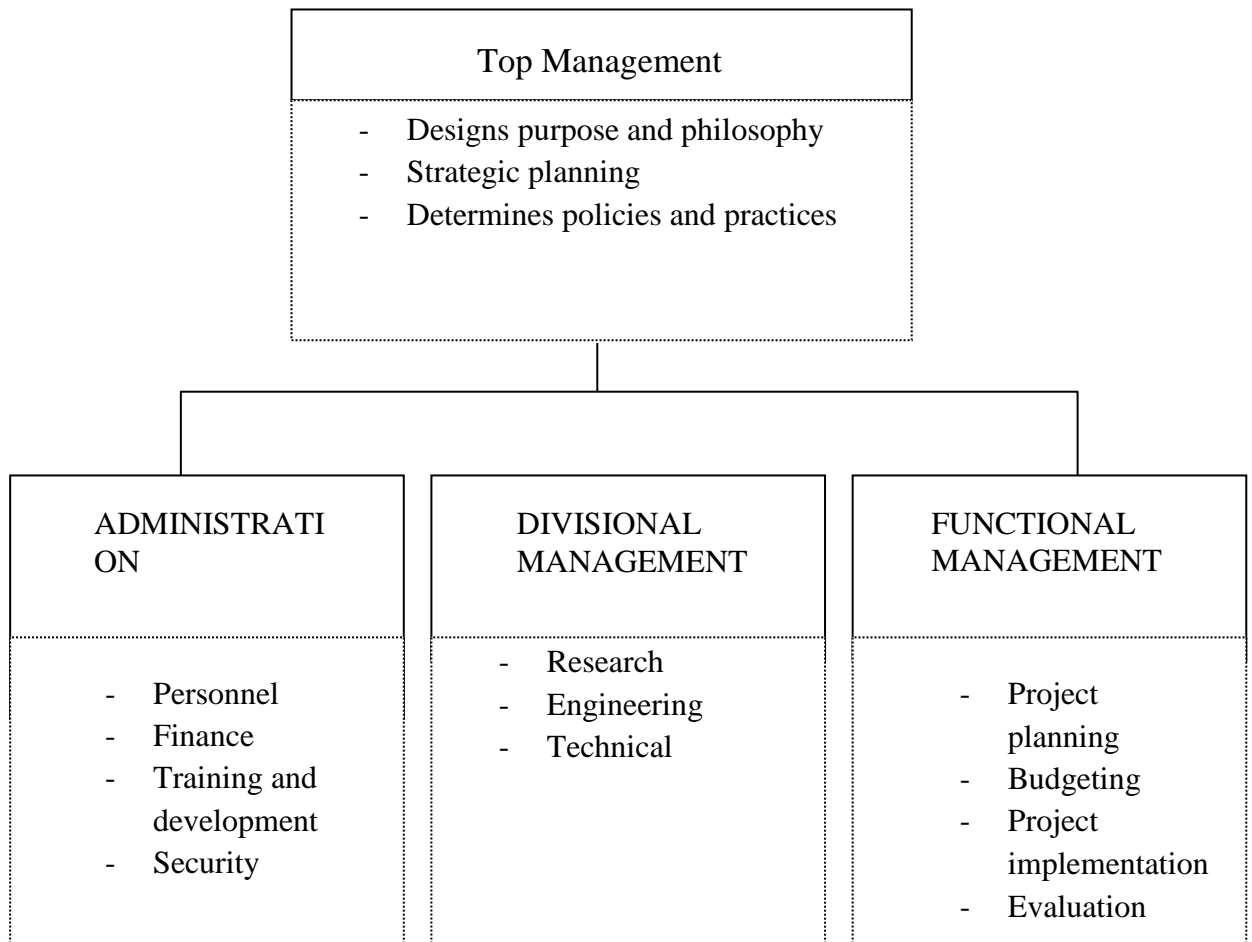 Top Management
- Designs purpose and philosophy
- Strategic planning
- Determines policies and practices
ADMINISTRATI
ON
- Personnel
- Finance
- Training and
development
- Security
DIVISIONAL
MANAGEMENT
- Research
- Engineering
- Technical
FUNCTIONAL
MANAGEMENT
- Project
planning
- Budgeting
- Project
implementation
- Evaluation